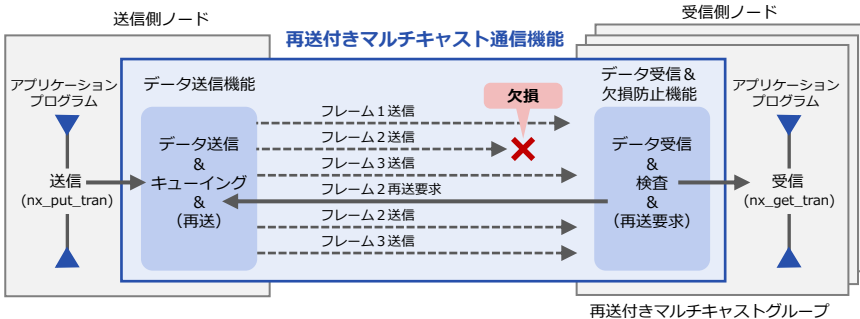 送信側ノード
受信側ノード
再送付きマルチキャスト通信機能
アプリケーション
プログラム
送信
(nx_put_tran)
データ送信機能
データ送信
&
キューイング
&
(再送)
フレーム1送信
フレーム2送信
フレーム3送信
フレーム2再送要求
フレーム2送信
フレーム3送信
欠損
データ受信&
欠損防止機能
データ受信
&
検査
&
(再送要求)
アプリケーション
プログラム
受信
(nx_get_tran)
再送付きマルチキャストグループ